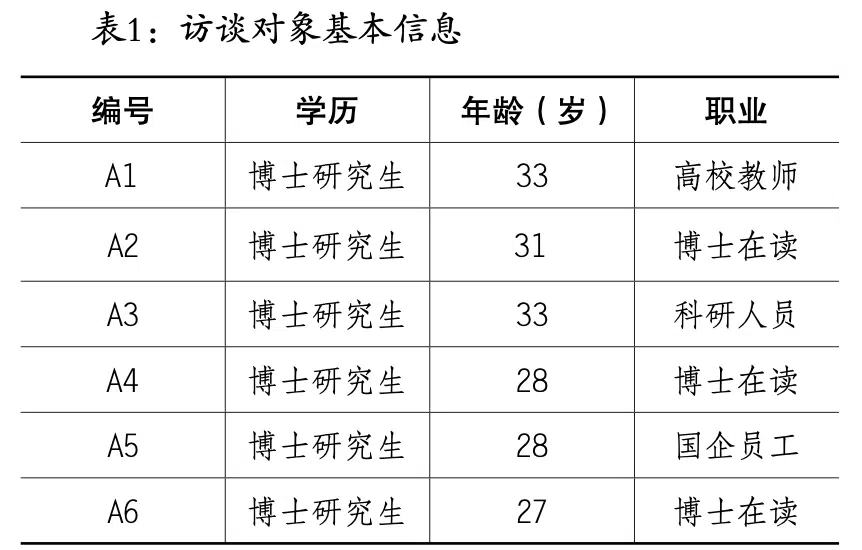 表1：访谈对象基本信息
编号 学历 年龄（岁） 职业
A1 博士研究生 33 高校教师
A2 博士研究生 31 博士在读
A3 博士研究生 33 科研人员
A4 博士研究生 28 博士在读
A5 博士研究生 28 国企员工
A6 博士研究生 27 博士在读